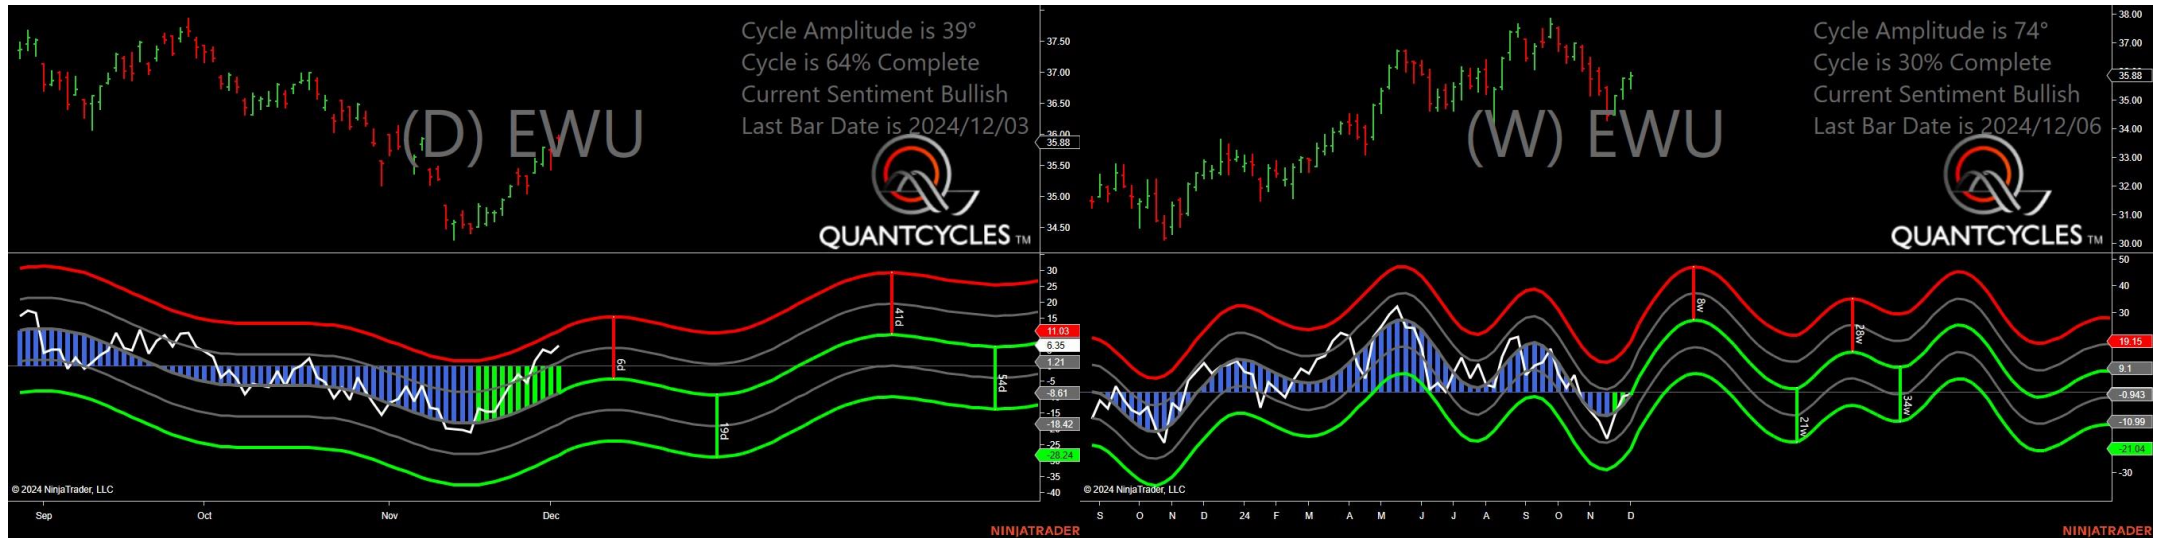 Cycle Amplitude is 39°
Cycle is 64% Complete
Current Sentiment Bullish
Last Bar Date is 2024/12/03
(D) EWU
QUANTCYCLES TM
37.50
37.00
36.50
36.00
35.88
35.50
35.00
34.50
30
25
20
15
11.03
6.35
1.21
-5
-8.61
-15
-18.42
-25
-28.24
-35
-40
6d
19d
41d
54d
© 2024 NinjaTrader, LLC
Sep Oct Nov Dec
NINJATRADER
Cycle Amplitude is 74°
Cycle is 30% Complete
Current Sentiment Bullish
Last Bar Date is 2024/12/06
(W) EWU
QUANTCYCLES TM
38.00
37.00
35.88
35.00
34.00
33.00
32.00
31.00
30.00
50
40
30
19.15
9.1
-0.943
-10.99
-21.04
-30
8w
21w
28w
34w
© 2024 NinjaTrader, LLC
S O N D 24 F M A M J J A S O N D
NINJATRADER